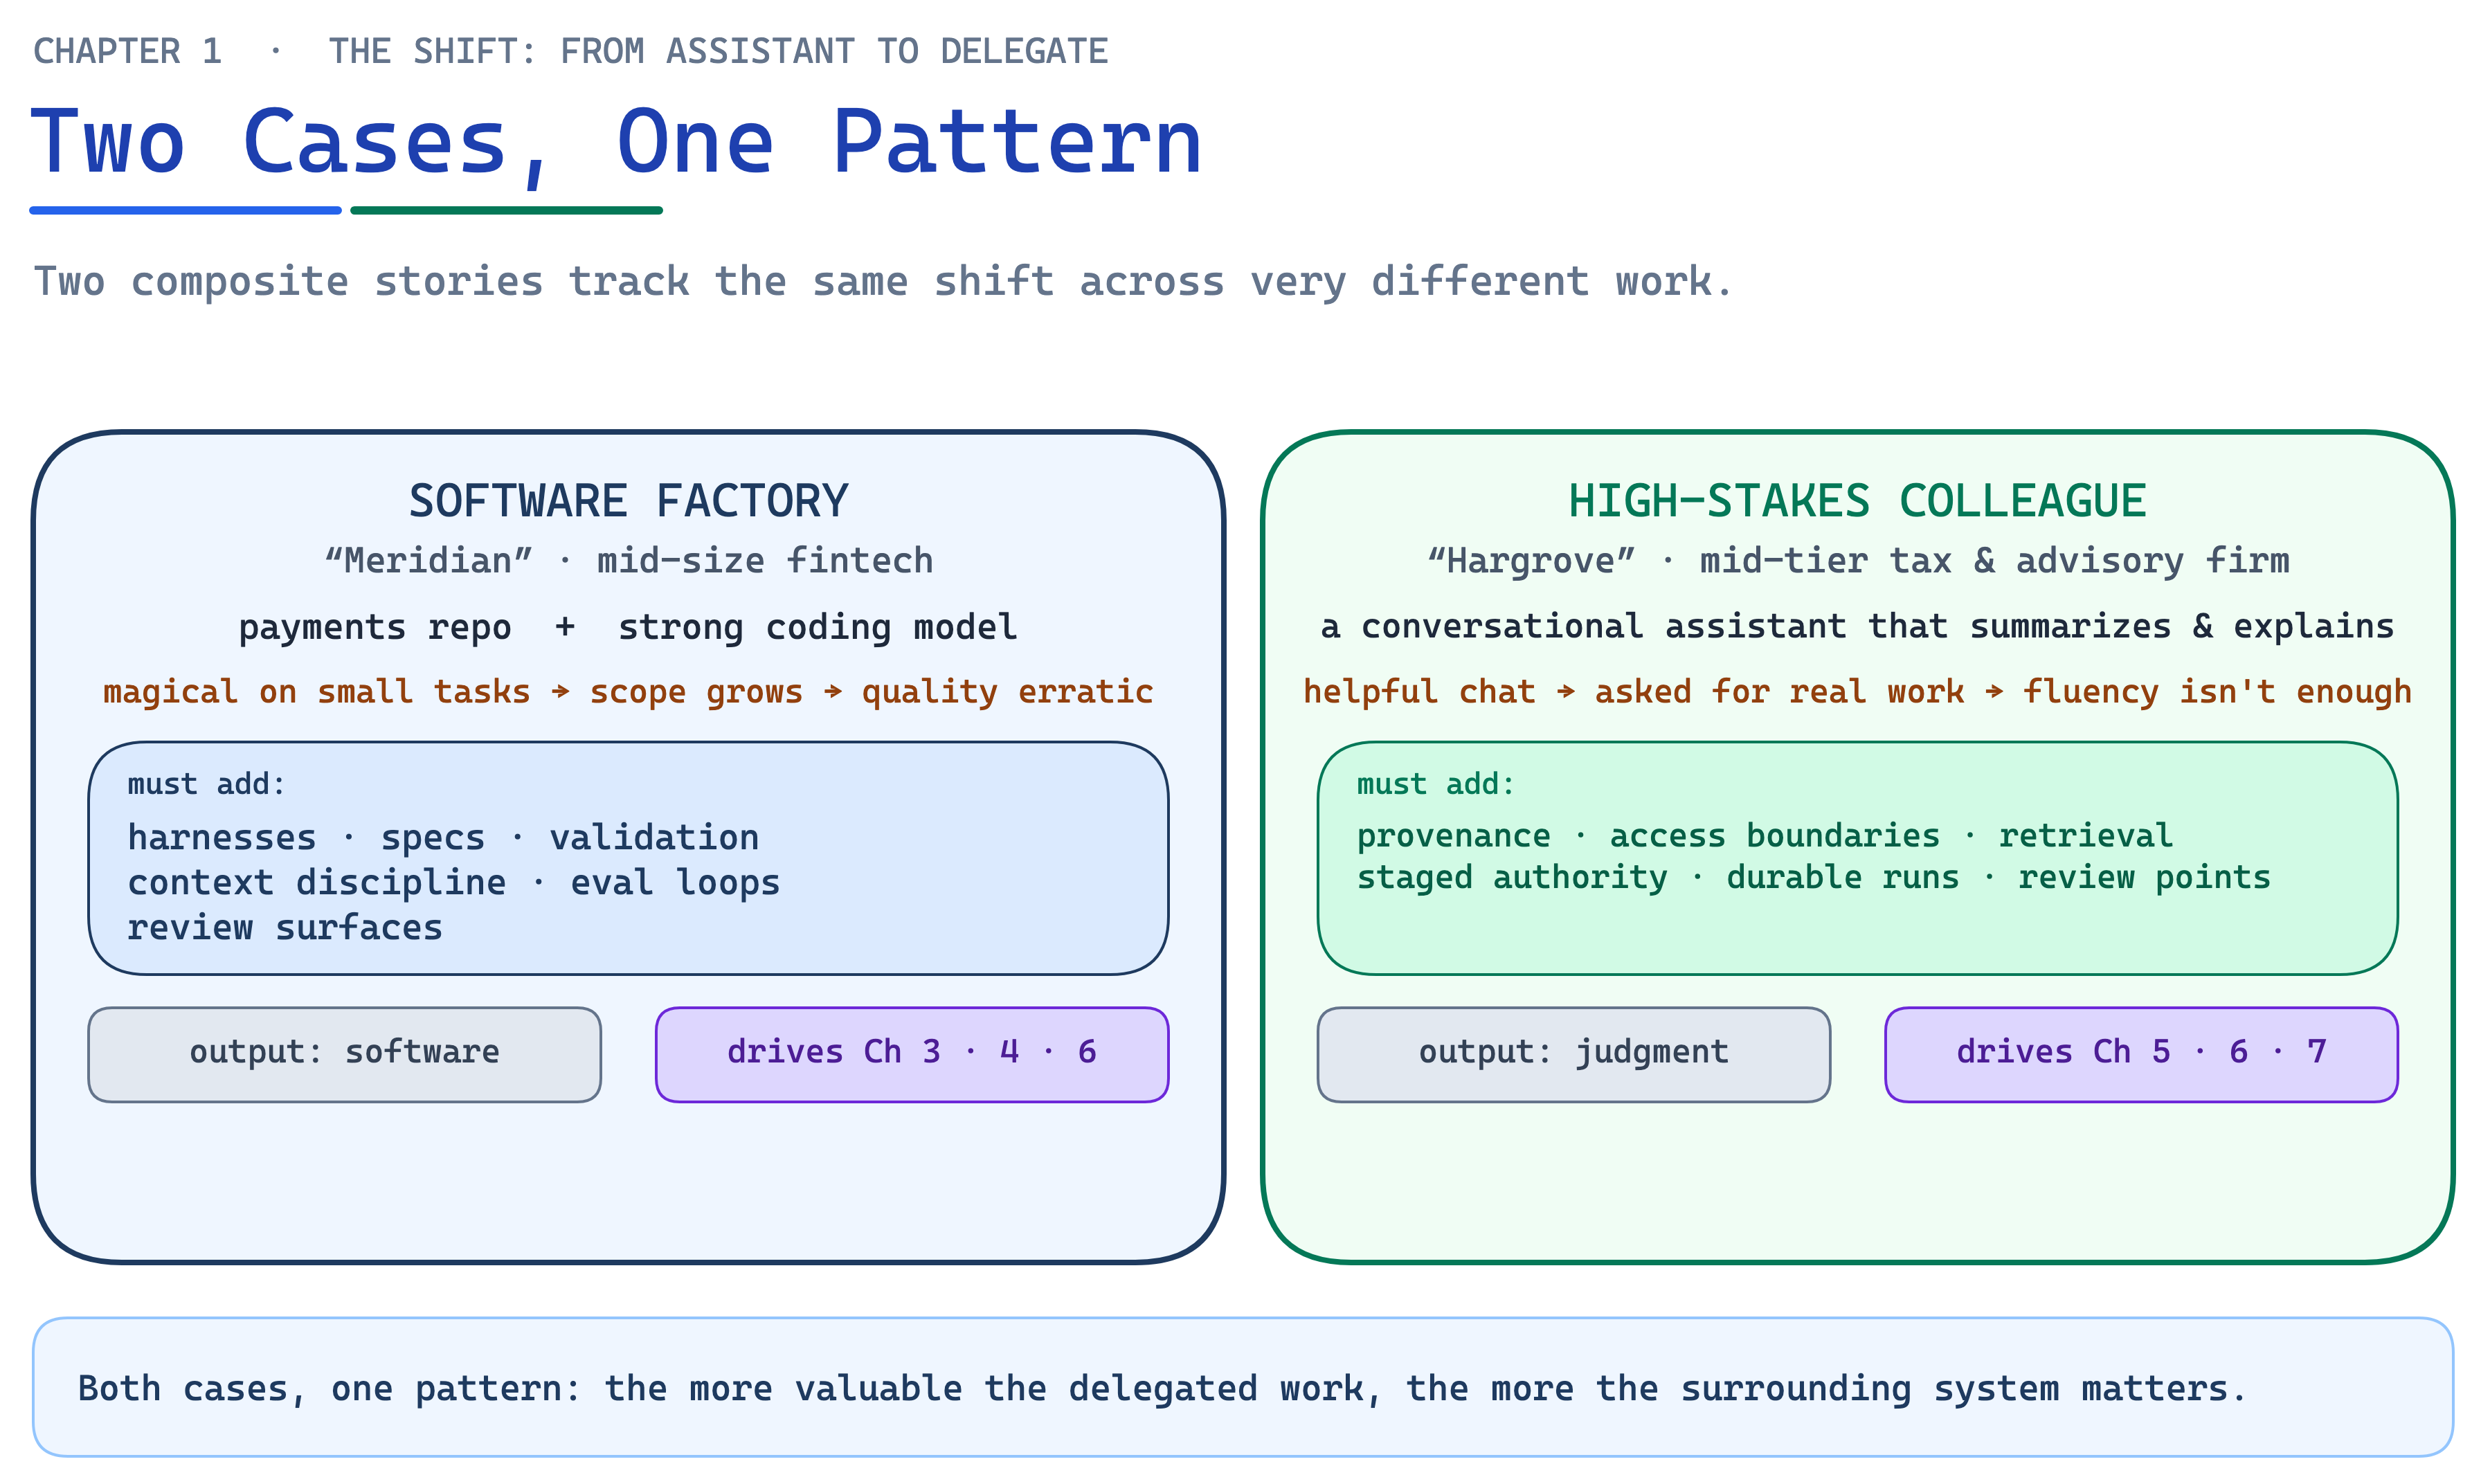 CHAPTER 1 · THE SHIFT: FROM ASSISTANT TO DELEGATE
Two Cases, One Pattern
Two composite stories track the same shift across very different work.
SOFTWARE FACTORY
“Meridian” · mid-size fintech
payments repo + strong coding model
magical on small tasks → scope grows → quality erratic
must add:
harnesses · specs · validation
context discipline · eval loops
review surfaces
output: software
drives Ch 3 · 4 · 6
HIGH-STAKES COLLEAGUE
“Hargrove” · mid-tier tax & advisory firm
a conversational assistant that summarizes & explains
helpful chat → asked for real work → fluency isn't enough
must add:
provenance · access boundaries · retrieval
staged authority · durable runs · review points
output: judgment
drives Ch 5 · 6 · 7
Both cases, one pattern: the more valuable the delegated work, the more the surrounding system matters.